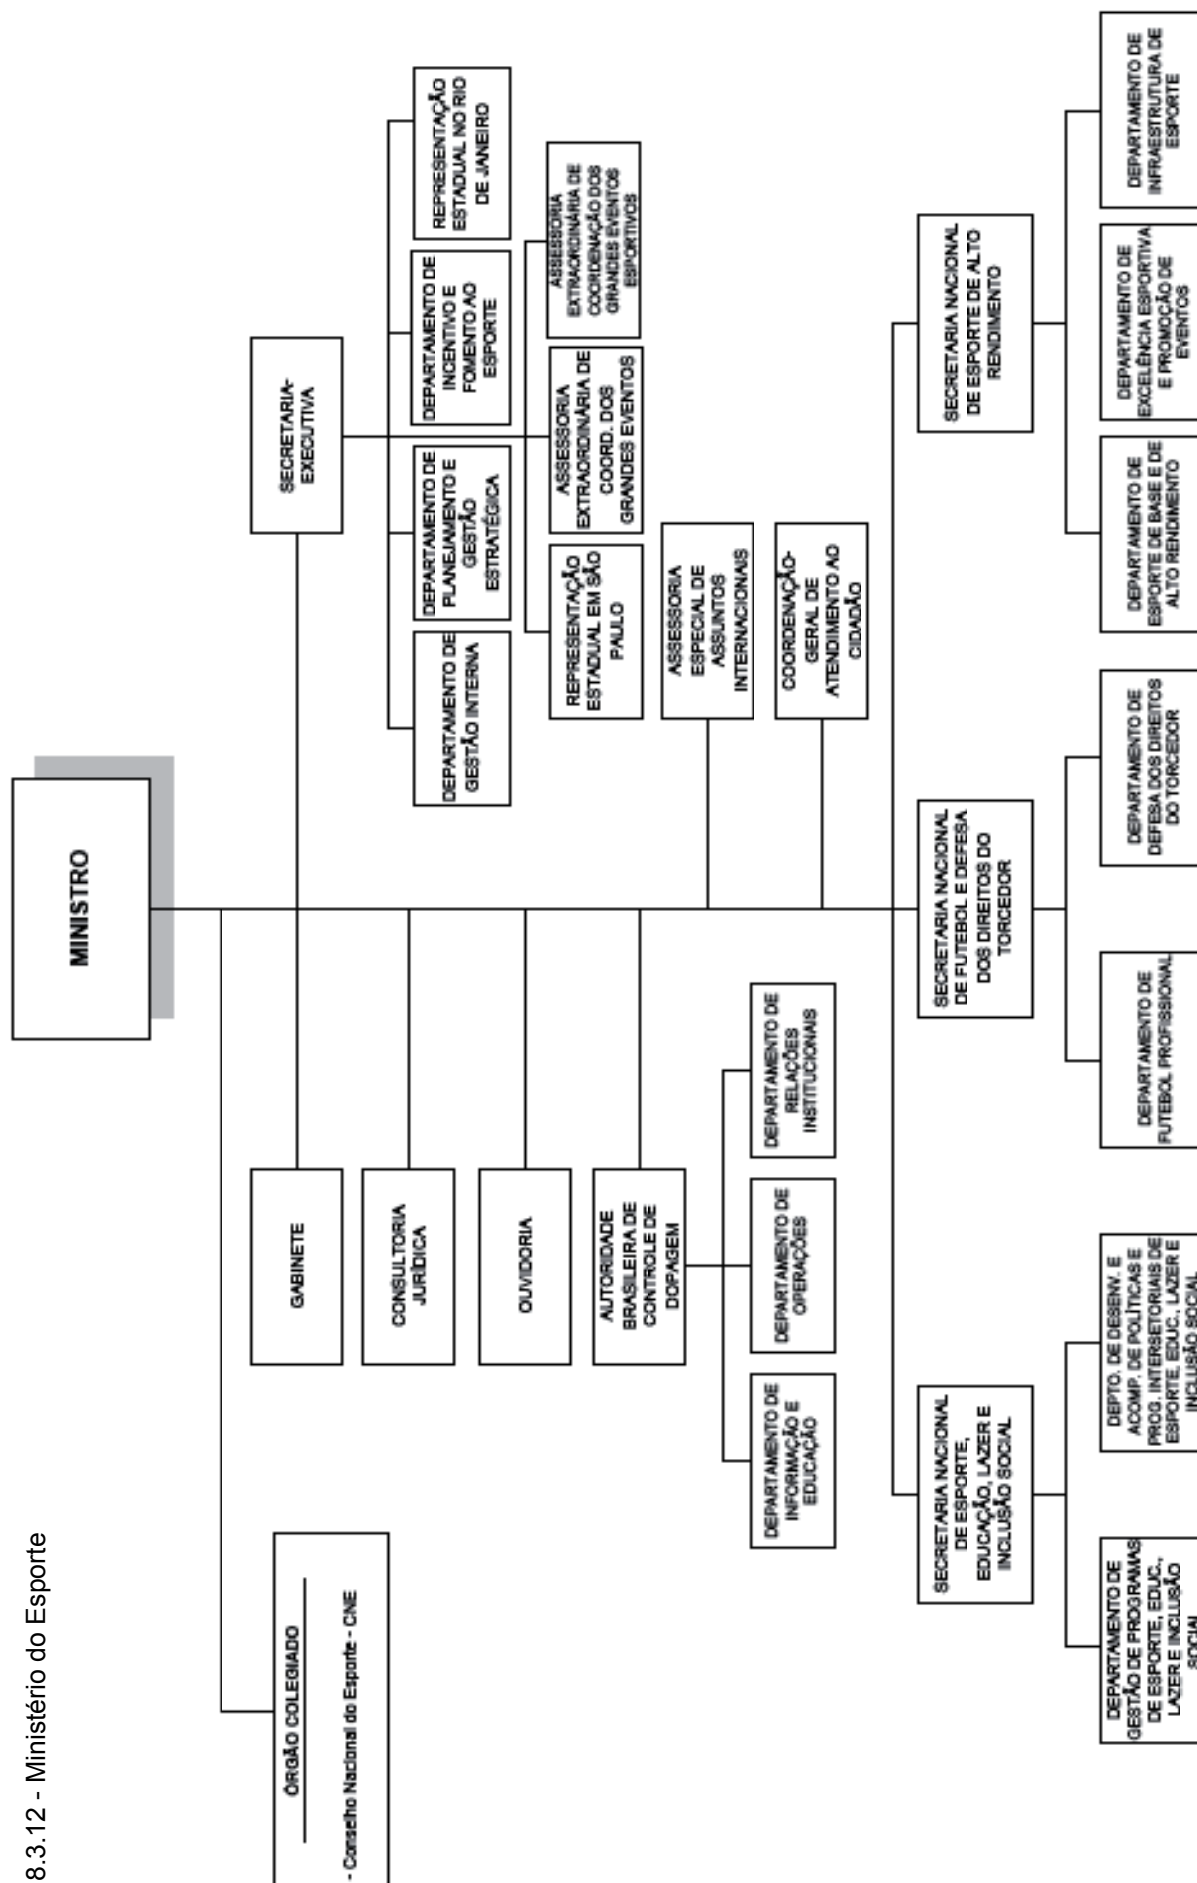 8.3.12 - Ministério do Esporte
MINISTRO
ÓRGÃO COLEGIADO
- Conselho Nacional do Esporte - CNE
GABINETE
SECRETARIA-
EXECUTIVA
CONSULTORIA
JURÍDICA
DEPARTAMENTO DE
GESTÃO INTERNA
DEPARTAMENTO DE
PLANEJAMENTO E
GESTÃO
ESTRATÉGICA
DEPARTAMENTO DE
INCENTIVO E
FOMENTO AO
ESPORTE
REPRESENTAÇÃO
ESTADUAL NO RIO
DE JANEIRO
OUVIDORIA
REPRESENTAÇÃO
ESTADUAL EM SÃO
PAULO
ASSESSORIA
EXTRAORDINÁRIA DE
COORD. DOS
GRANDES EVENTOS
ASSESSORIA
EXTRAORDINÁRIA DE
COORDENAÇÃO DOS
GRANDES EVENTOS
ESPORTIVOS
AUTORIDADE
BRASILEIRA DE
CONTROLE DE
DOPAGEM
ASSESSORIA
ESPECIAL DE
ASSUNTOS
INTERNACIONAIS
DEPARTAMENTO DE
INFORMAÇÃO E
EDUCAÇÃO
DEPARTAMENTO DE
OPERAÇÕES
DEPARTAMENTO DE
RELAÇÕES
INSTITUCIONAIS
COORDENAÇÃO-
GERAL DE
ATENDIMENTO AO
CIDADÃO
SECRETARIA NACIONAL
DE ESPORTE,
EDUCAÇÃO, LAZER E
INCLUSÃO SOCIAL
SECRETARIA NACIONAL
DE FUTEBOL E DEFESA
DOS DIREITOS DO
TORCEDOR
SECRETARIA NACIONAL
DE ESPORTE DE ALTO
RENDIMENTO
DEPARTAMENTO DE
GESTÃO DE PROGRAMAS
DE ESPORTE, EDUC.,
LAZER E INCLUSÃO
SOCIAL
DEPTO. DE DESENV. E
ACOMP. DE POLÍTICAS E
PROG. INTERSETORIAIS DE
ESPORTE, EDUC., LAZER E
INCLUSÃO SOCIAL
DEPARTAMENTO DE
FUTEBOL PROFISSIONAL
DEPARTAMENTO DE
DEFESA DOS DIREITOS
DO TORCEDOR
DEPARTAMENTO DE
ESPORTE DE BASE E DE
ALTO RENDIMENTO
DEPARTAMENTO DE
EXCELÊNCIA ESPORTIVA
E PROMOÇÃO DE
EVENTOS
DEPARTAMENTO DE
INFRAESTRUTURA DE
ESPORTE